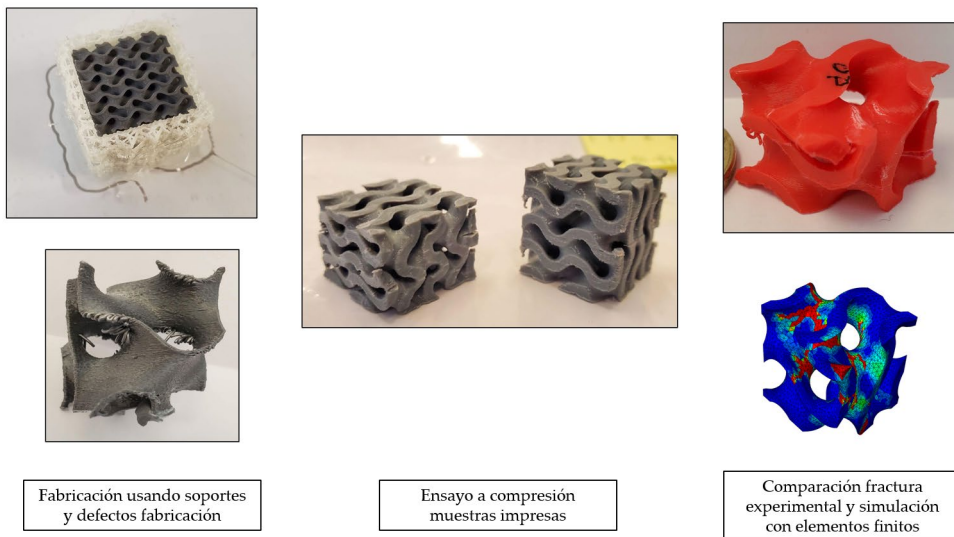 Fabricación usando soportes
y defectos fabricación
Ensayo a compresión
muestras impresas
Comparación fractura
experimental y simulación
con elementos finitos